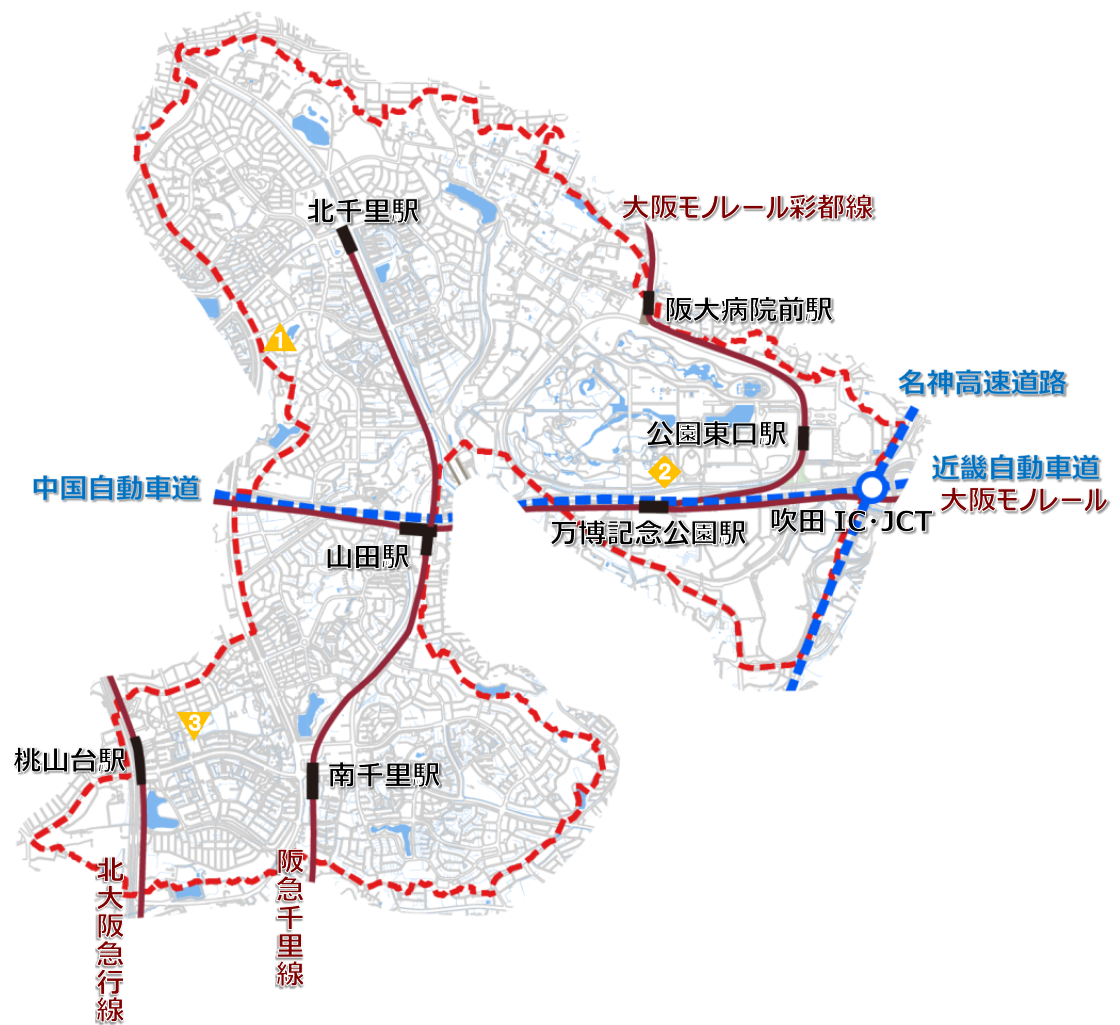 大阪モノレール彩都線
北千里駅
阪大病院前駅
1
名神高速道路
公園東口駅
2
近畿自動車道
中国自動車道
大阪モノレール
吹田 IC・JCT
万博記念公園駅
山田駅
3
桃山台駅
南千里駅
阪急千里線
北大阪急行線